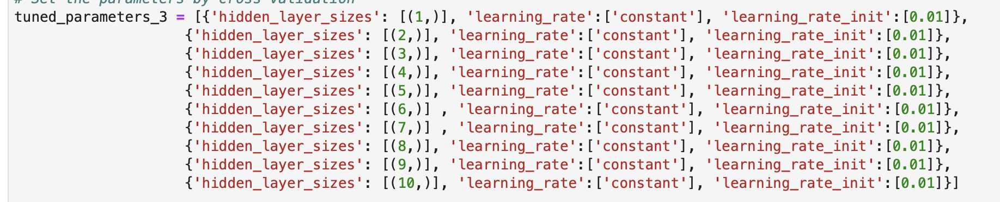 # Set the parameters by cross-validation
tuned_parameters_3 = [{'hidden_layer_sizes': [(1,)], 'learning_rate':['constant'], 'learning_rate_init':[0.01]},
{'hidden_layer_sizes': [(2,)], 'learning_rate':['constant'], 'learning_rate_init':[0.01]},
{'hidden_layer_sizes': [(3,)], 'learning_rate':['constant'], 'learning_rate_init':[0.01]},
{'hidden_layer_sizes': [(4,)], 'learning_rate':['constant'], 'learning_rate_init':[0.01]},
{'hidden_layer_sizes': [(5,)], 'learning_rate':['constant'], 'learning_rate_init':[0.01]},
{'hidden_layer_sizes': [(6,)] , 'learning_rate':['constant'], 'learning_rate_init':[0.01]},
{'hidden_layer_sizes': [(7,)] , 'learning_rate':['constant'], 'learning_rate_init':[0.01]},
{'hidden_layer_sizes': [(8,)], 'learning_rate':['constant'], 'learning_rate_init':[0.01]},
{'hidden_layer_sizes': [(9,)], 'learning_rate':['constant'], 'learning_rate_init':[0.01]},
{'hidden_layer_sizes': [(10,)], 'learning_rate':['constant'], 'learning_rate_init':[0.01]}]